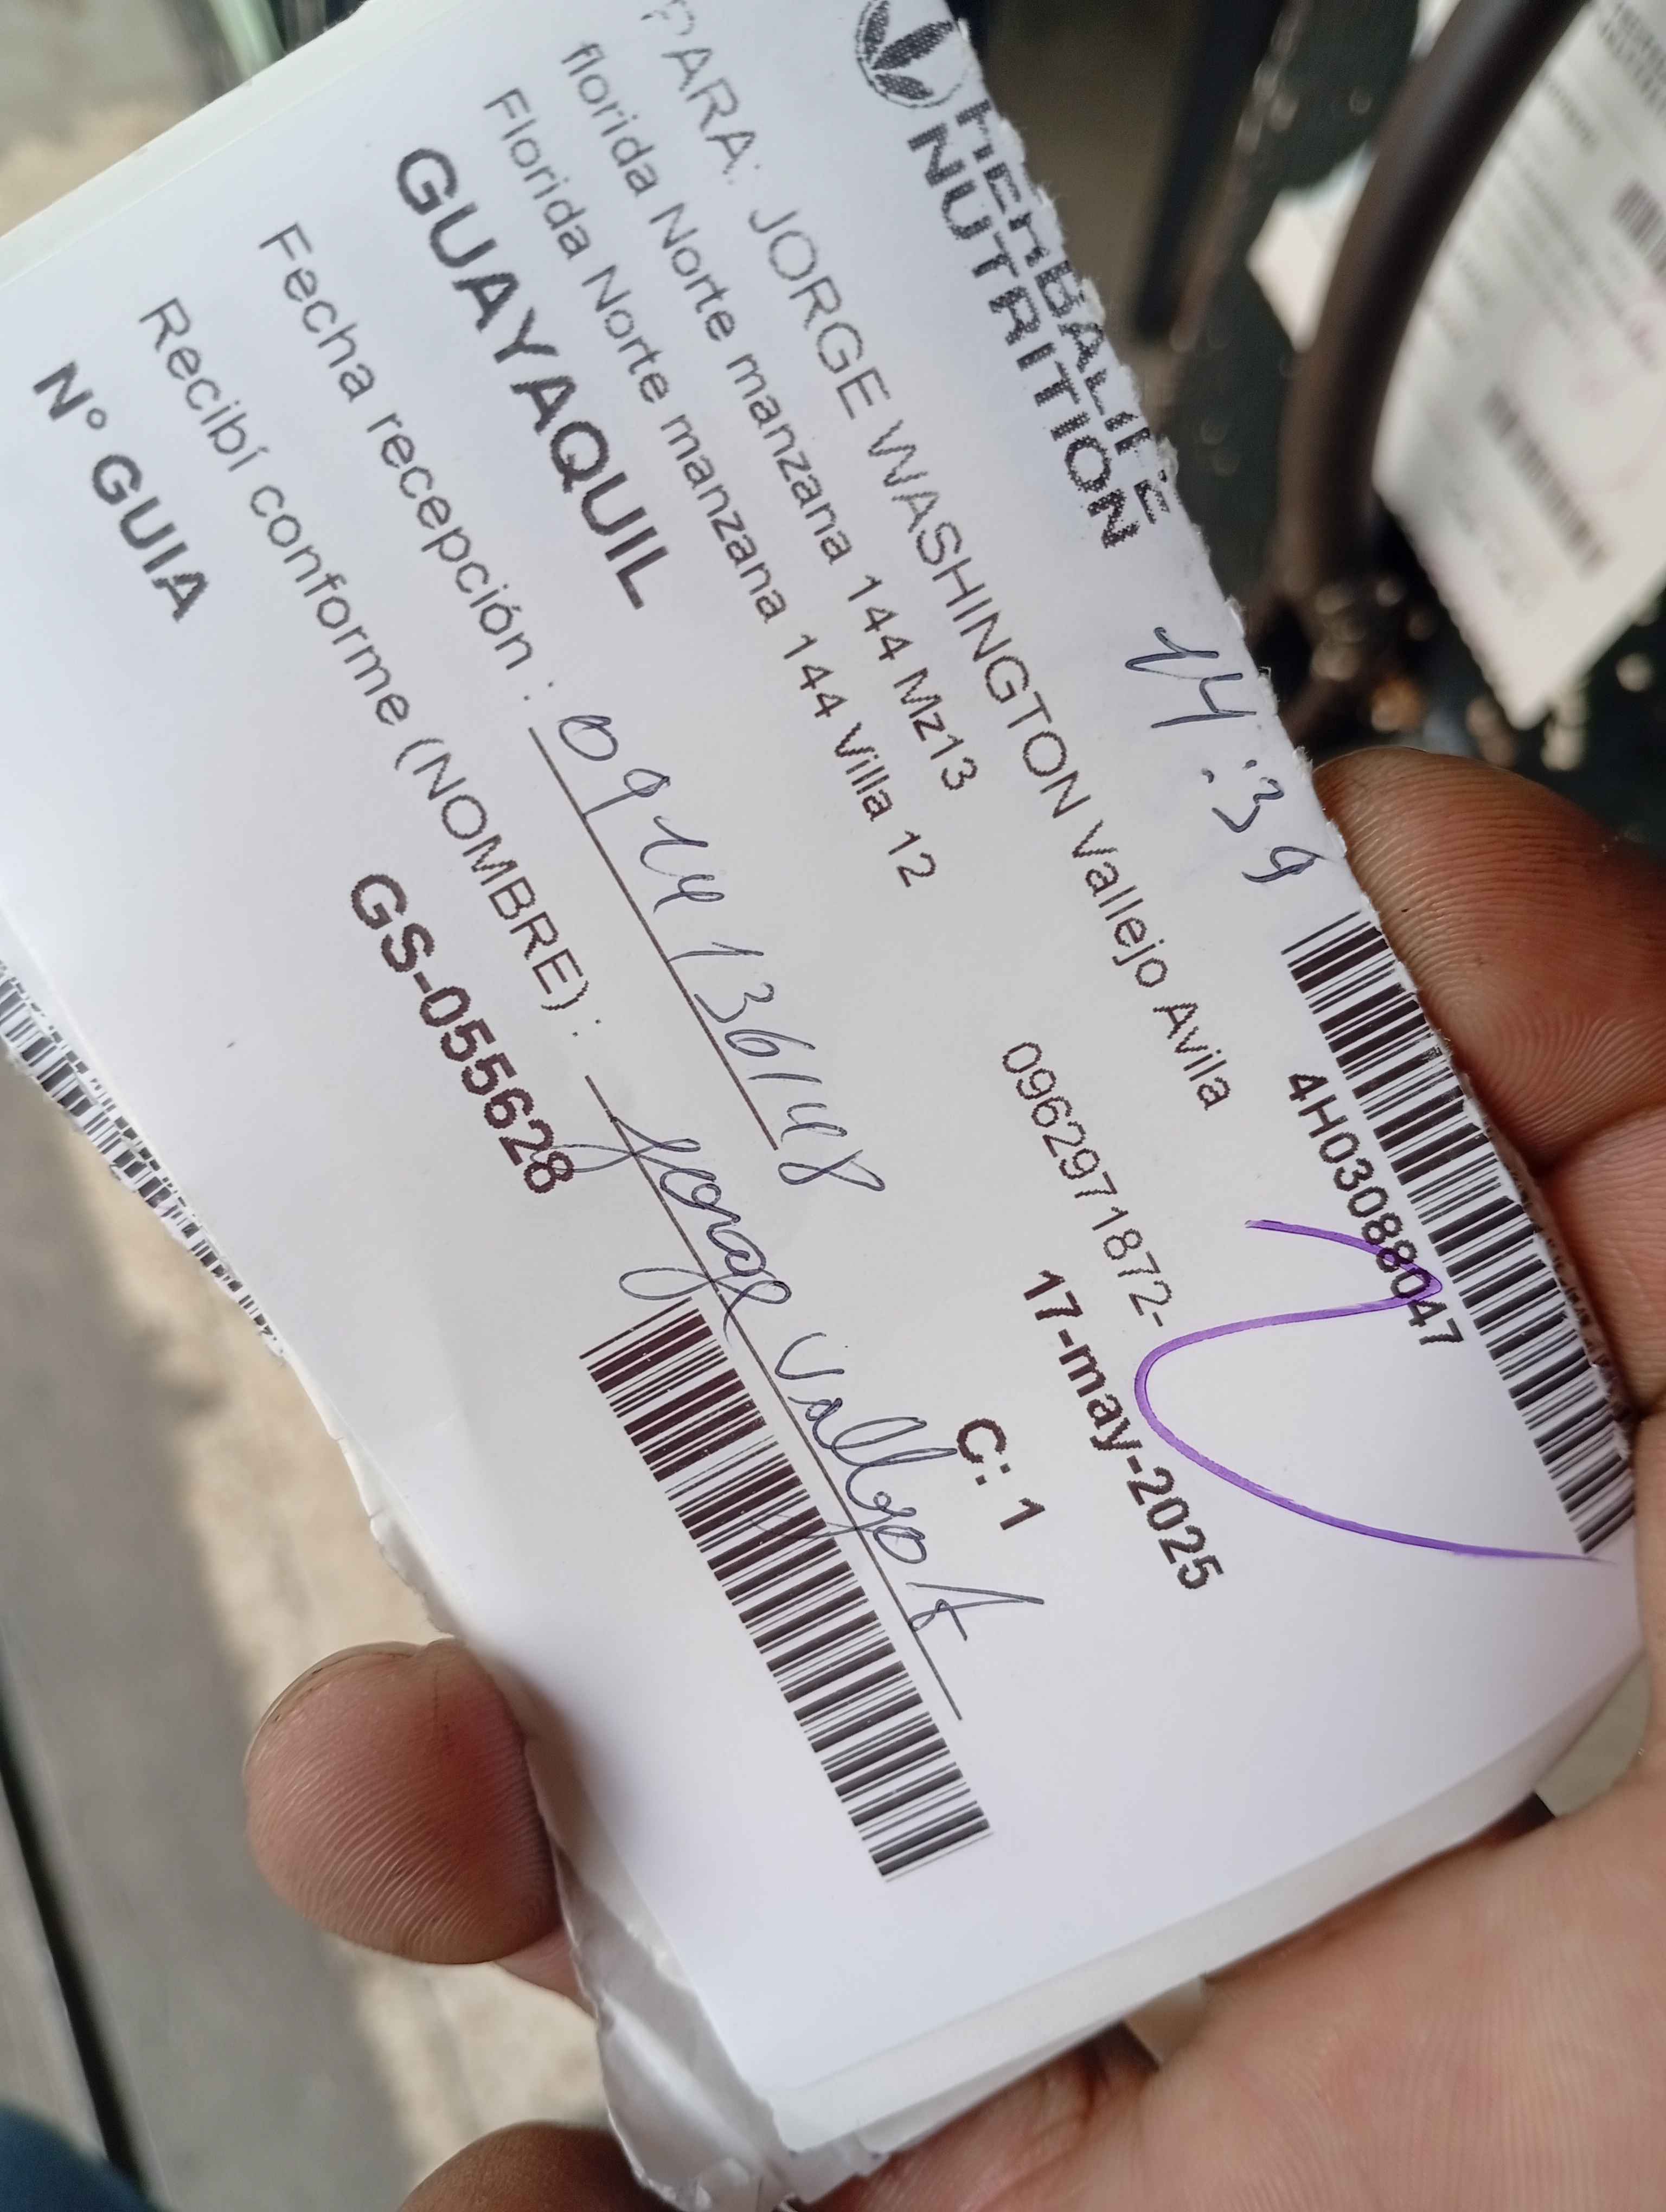 HERBALIFE
NUTRITION
14:39
4H03088047
PARA: JORGE WASHINGTON Vallejo Avila
florida Norte manzana 144 Mz13
0962971872-
17-may-2025
Florida Norte manzana 144 Villa 12
C: 1
GUAYAQUIL
Fecha recepción : 0914136148
Recibí conforme (NOMBRE) : Jorge Vallejo A
N° GUIA
GS-055628